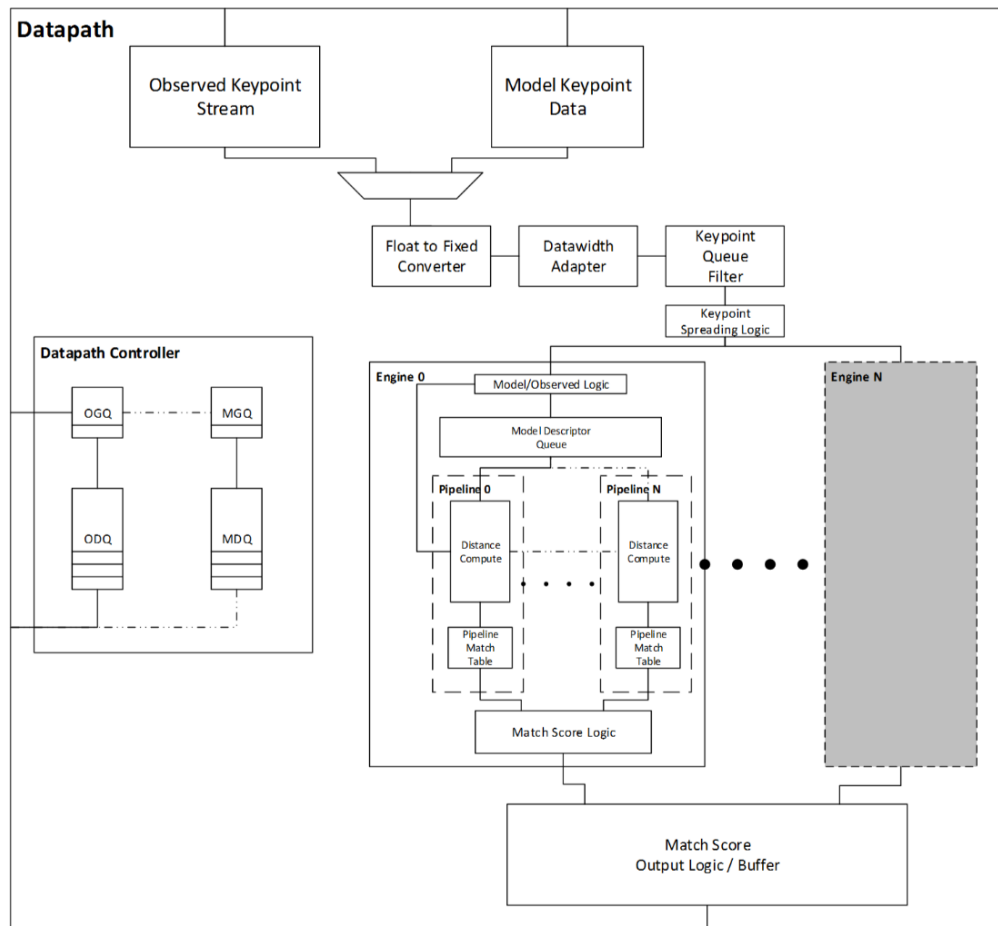 Datapath
Observed Keypoint
Stream
Model Keypoint
Data
Float to Fixed
Converter
Datawidth
Adapter
Keypoint
Queue
Filter
Keypoint
Spreading Logic
Datapath Controller
OGQ
MGQ
ODQ
MDQ
Engine 0
Model/Observed Logic
Model Descriptor
Queue
Pipeline 0
Distance
Compute
Pipeline
Match
Table
Pipeline N
Distance
Compute
Pipeline
Match
Table
Match Score Logic
Engine N
Match Score
Output Logic / Buffer